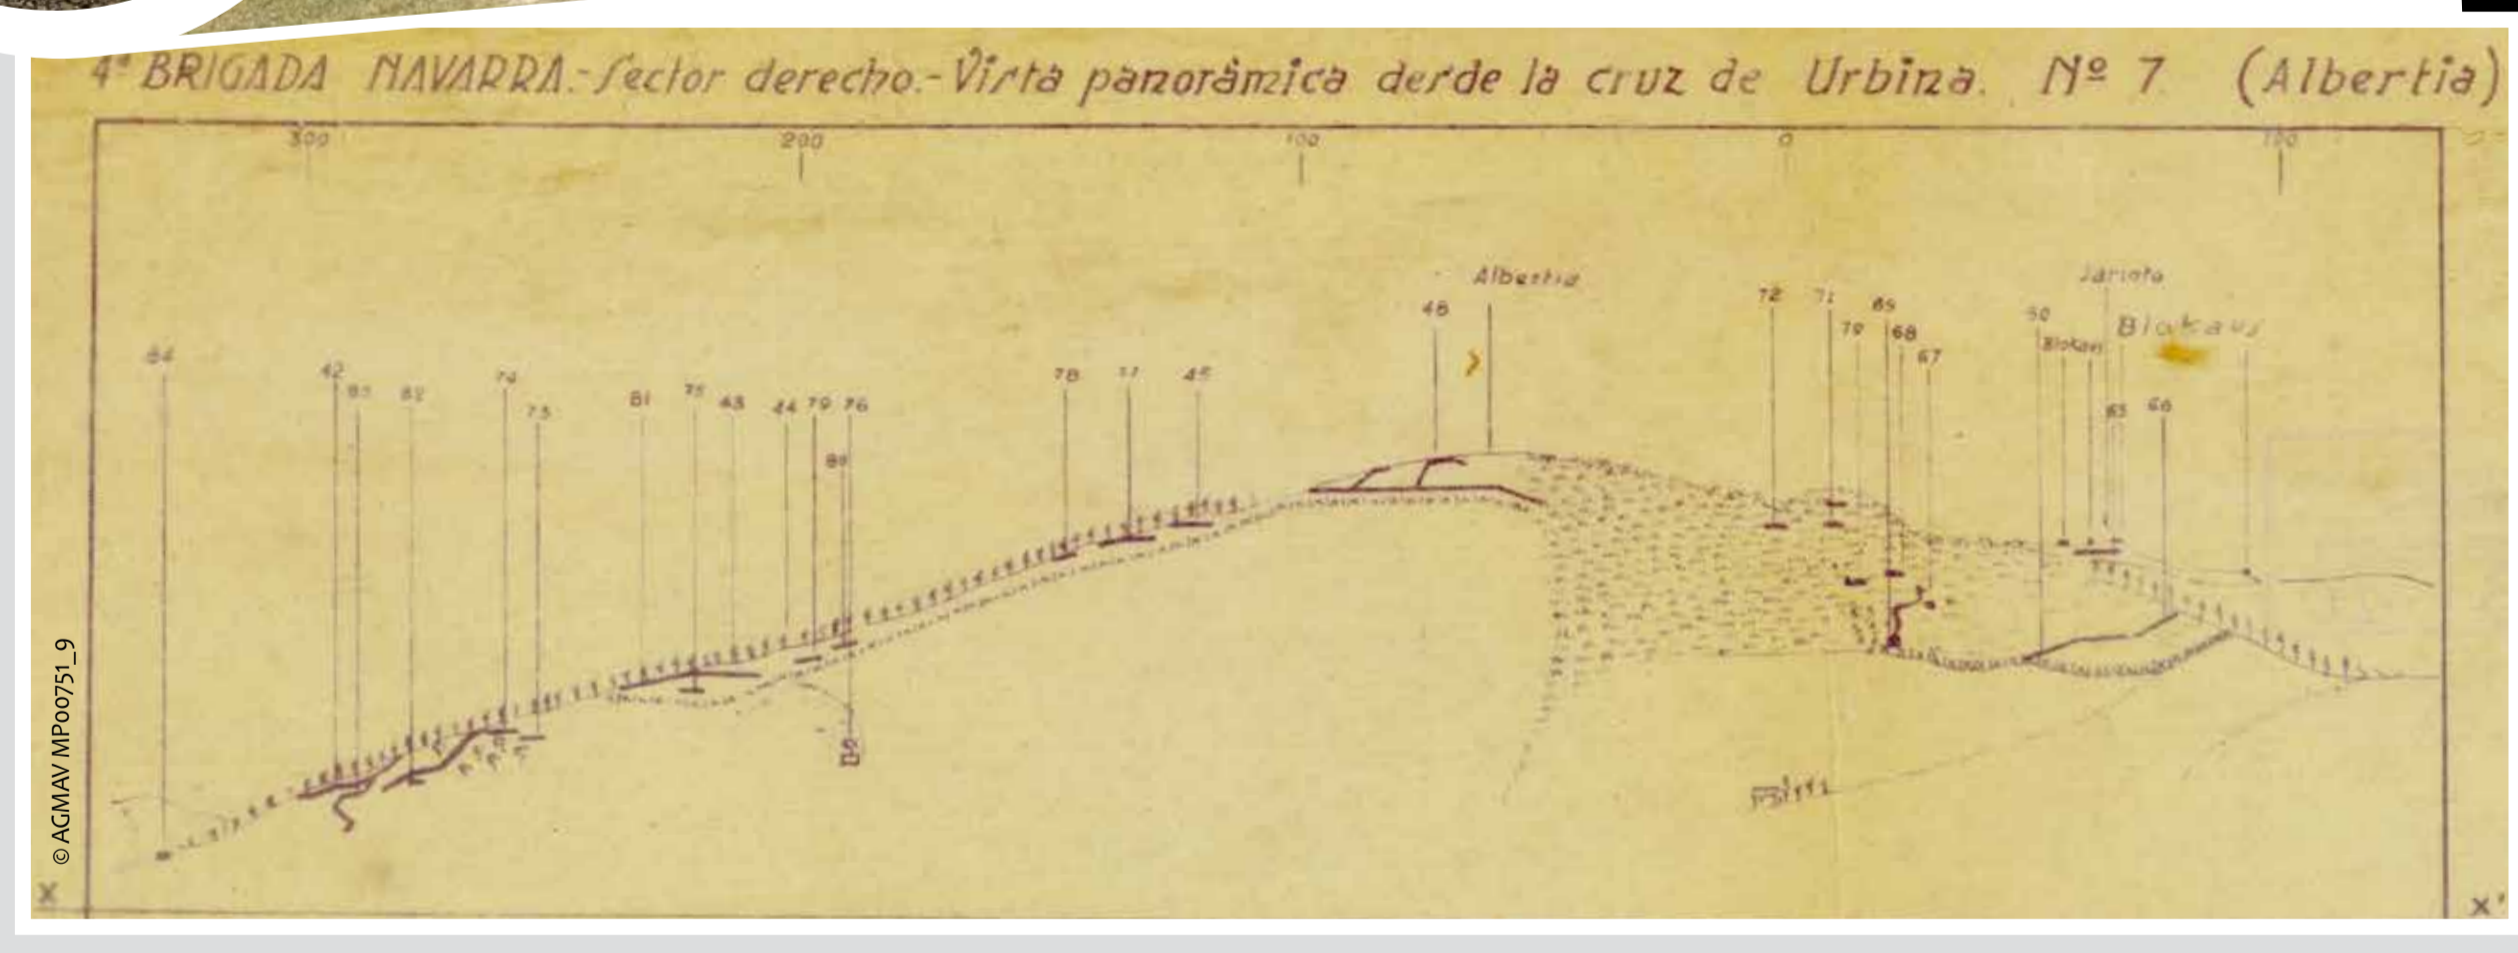 4ª BRIGADA NAVARRA.- Sector derecho.- Vista panorámica desde la cruz de Urbina. Nº 7 (Albertia)
300 200 100 0 100
Albertia
Jarinto
48
72 71 69
70 68 67
50
Blokaus
Blokaus
84
42 82
74 73
81 75 43 44 79 76
78 77 45
65 66
© AGMAV MP00751_9
X X'